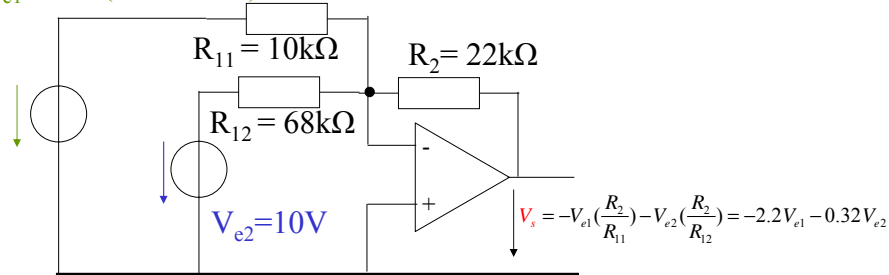 R₁₁ = 10kΩ
R₂= 22kΩ
R₁₂ = 68kΩ
-
+
Vₑ₂=10V
Vₛ = −Vₑ₁(R₂/R₁₁) − Vₑ₂(R₂/R₁₂) = −2.2Vₑ₁ − 0.32Vₑ₂